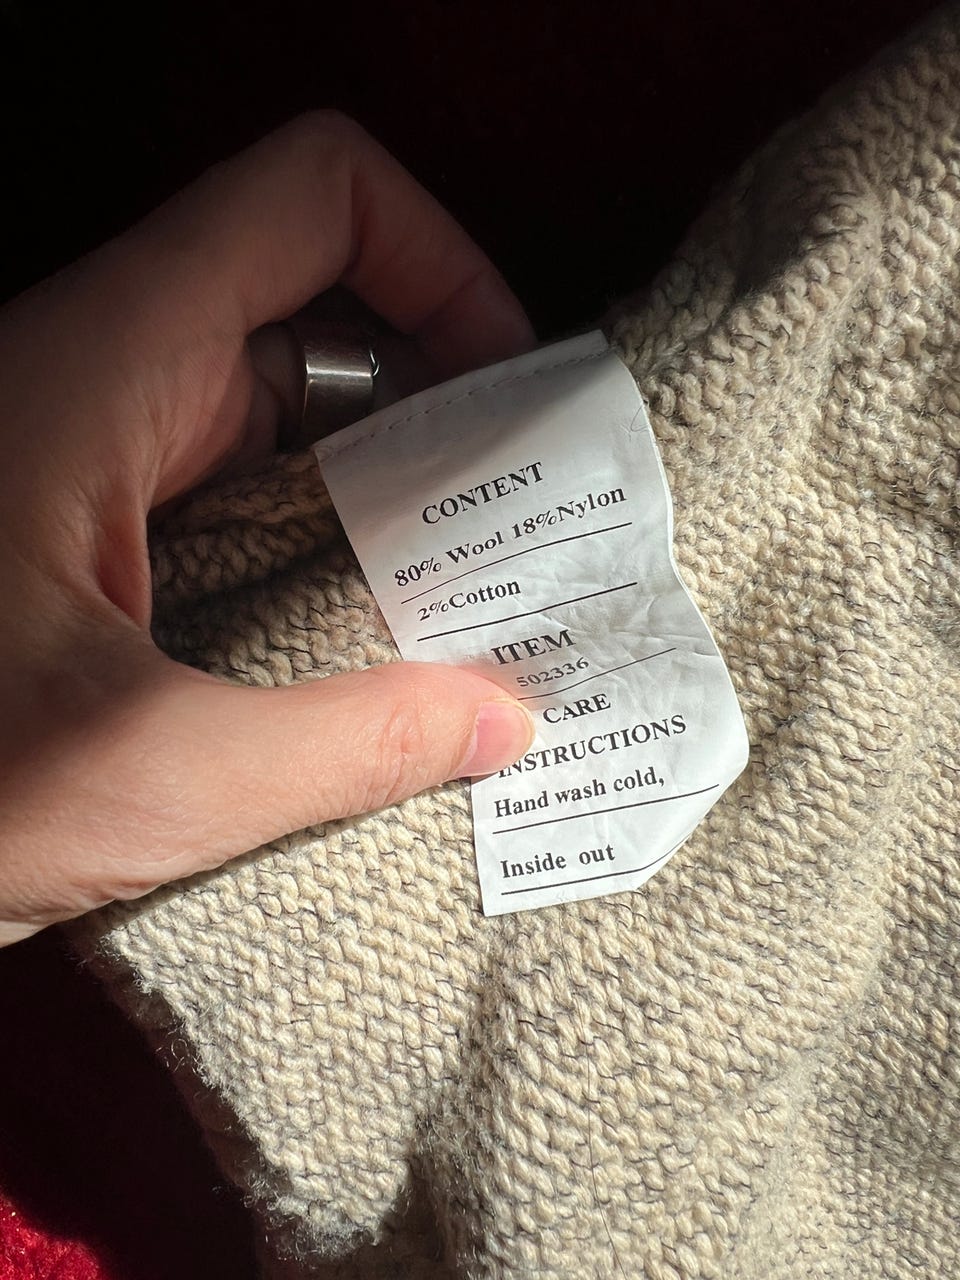 CONTENT
80% Wool 18%Nylon
2%Cotton
ITEM
502336
CARE
INSTRUCTIONS
Hand wash cold,
Inside out